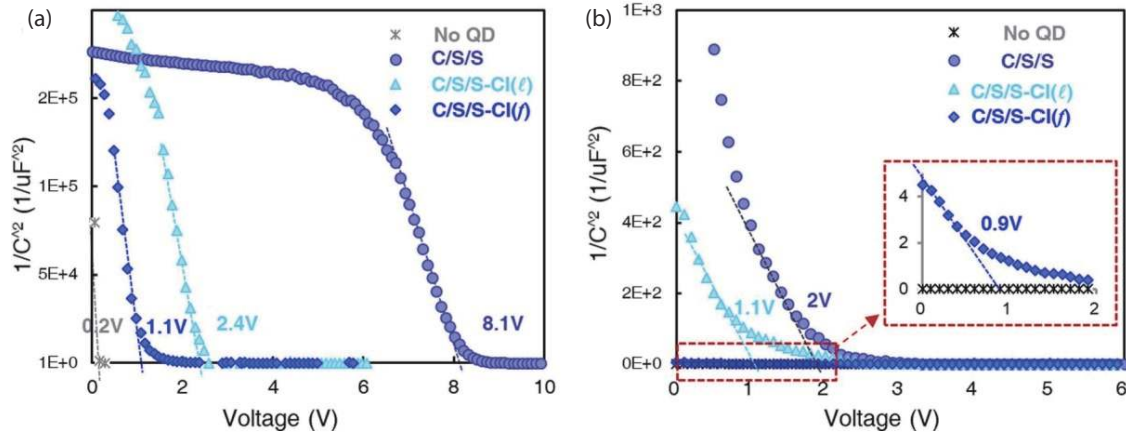 (a)
1/C^2 (1/uF^2)
2E+5
1E+5
5E+4
1E+0
No QD
C/S/S
C/S/S-Cl(ℓ)
C/S/S-Cl(f)
0.2V
1.1V
2.4V
8.1V
0 2 4 6 8 10
Voltage (V)
(b)
1/C^2 (1/uF^2)
1E+3
8E+2
6E+2
4E+2
2E+2
0E+0
No QD
C/S/S
C/S/S-Cl(ℓ)
C/S/S-Cl(f)
1.1V
2V
4
2
0
0.9V
0 1 2
0 1 2 3 4 5 6
Voltage (V)